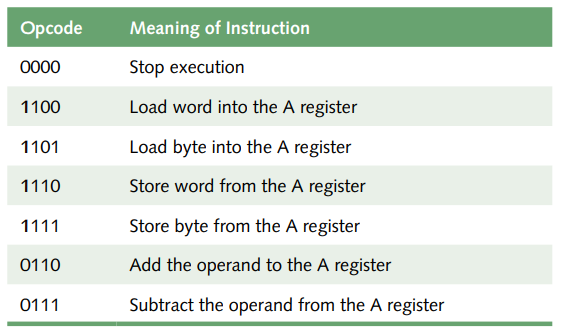 Opcode Meaning of Instruction
0000 Stop execution
1100 Load word into the A register
1101 Load byte into the A register
1110 Store word from the A register
1111 Store byte from the A register
0110 Add the operand to the A register
0111 Subtract the operand from the A register